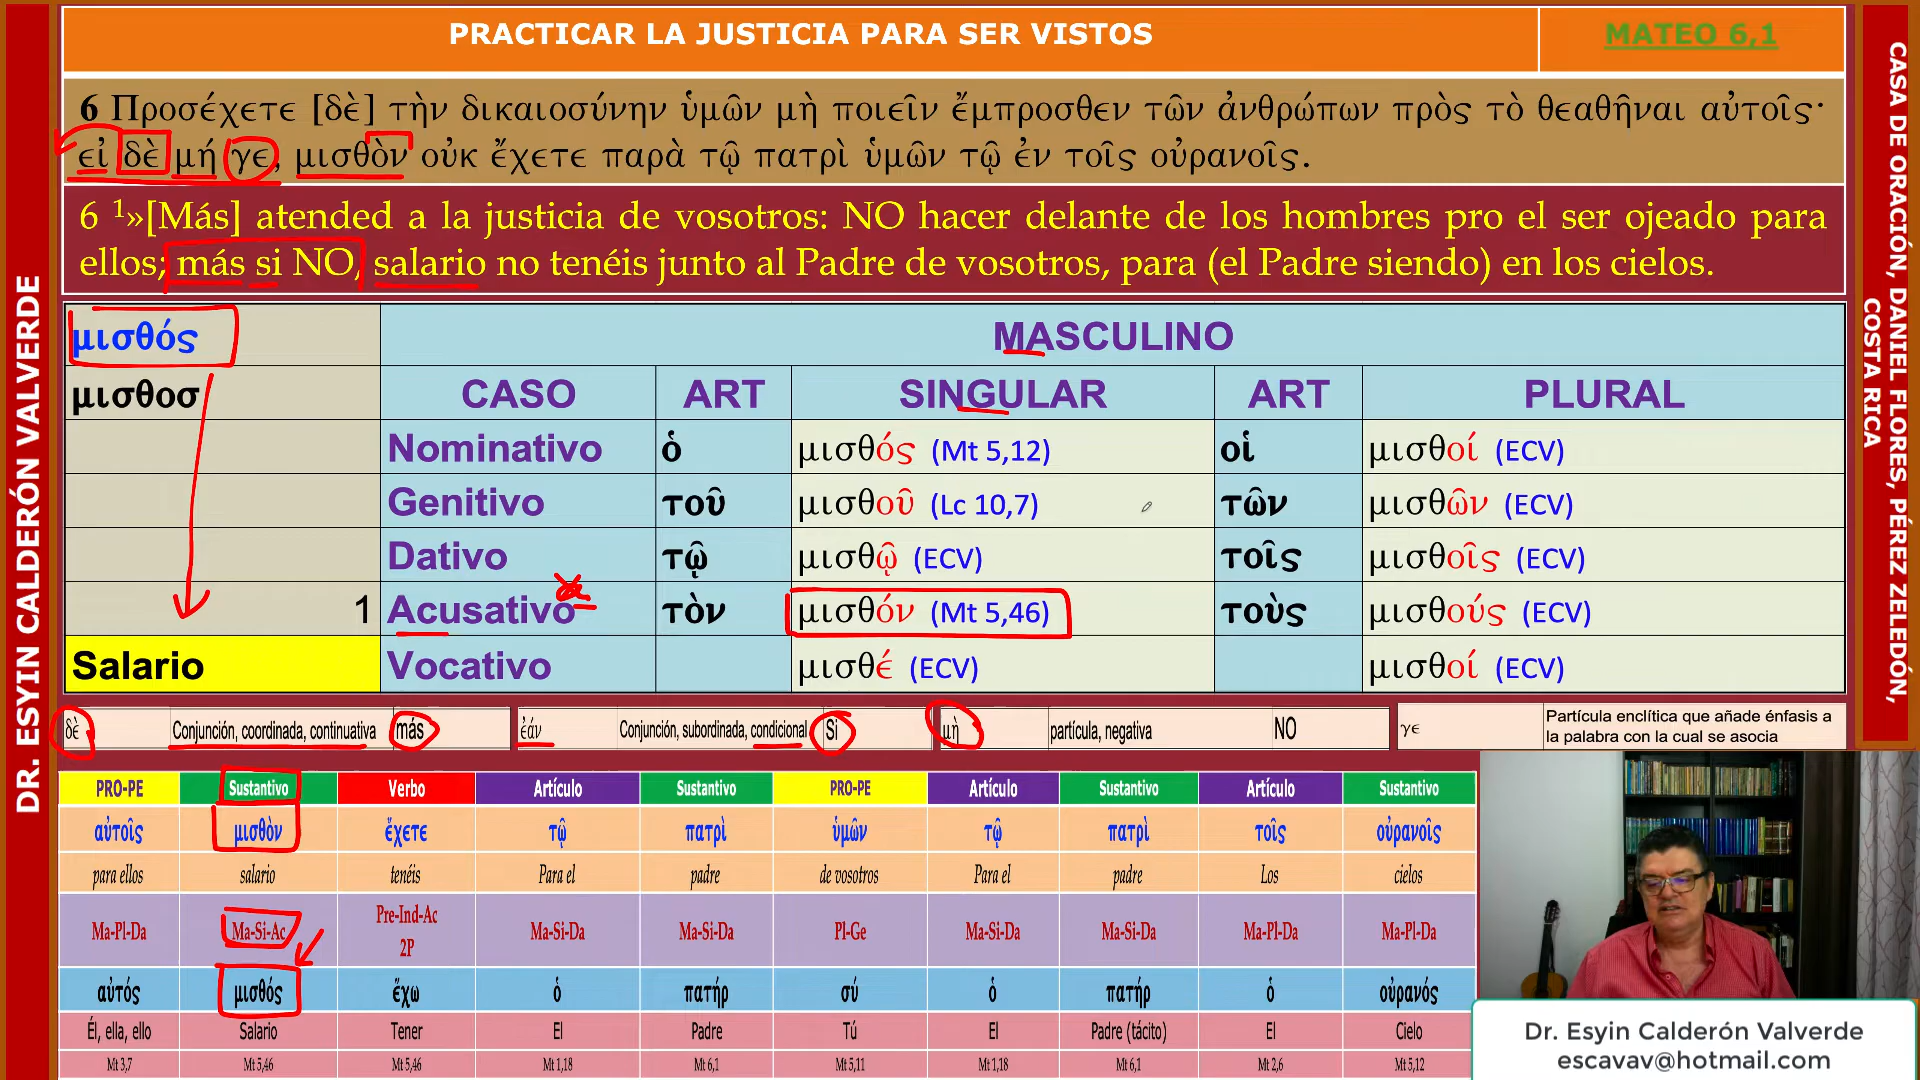 PRACTICAR LA JUSTICIA PARA SER VISTOS
MATEO 6,1
6 Προσέχετε [δὲ] τὴν δικαιοσύνην ὑμῶν μὴ ποιεῖν ἔμπροσθεν τῶν ἀνθρώπων πρὸς τὸ θεαθῆναι αὐτοῖς·
εἰ δὲ μή γε, μισθὸν οὐκ ἔχετε παρὰ τῷ πατρὶ ὑμῶν τῷ ἐν τοῖς οὐρανοῖς.
6 1»[Más] atended a la justicia de vosotros: NO hacer delante de los hombres pro el ser ojeado para
ellos; más si NO, salario no tenéis junto al Padre de vosotros, para (el Padre siendo) en los cielos.
μισθός MASCULINO
μισθοσ CASO ART SINGULAR ART PLURAL
Nominativo ὁ μισθός (Mt 5,12) οἱ μισθοί (ECV)
Genitivo τοῦ μισθοῦ (Lc 10,7) τῶν μισθῶν (ECV)
Dativo τῷ μισθῷ (ECV) τοῖς μισθοῖς (ECV)
1 Acusativo τὸν μισθόν (Mt 5,46) τοὺς μισθούς (ECV)
Salario Vocativo μισθέ (ECV) μισθοί (ECV)
δὲ Conjunción, coordinada, continuativa más ἐάν Conjunción, subordinada, condicional Si μὴ partícula, negativa NO γε Partícula enclítica que añade énfasis a
la palabra con la cual se asocia
PRO-PE Sustantivo Verbo Artículo Sustantivo PRO-PE Artículo Sustantivo Artículo Sustantivo
αὐτοῖς μισθὸν ἔχετε τῷ πατρὶ ὑμῶν τῷ πατρὶ τοῖς οὐρανοῖς
para ellos salario tenéis Para el padre de vosotros Para el padre Los cielos
Ma-Pl-Da Ma-Si-Ac Pre-Ind-Ac 2P Ma-Si-Da Ma-Si-Da Pl-Ge Ma-Si-Da Ma-Si-Da Ma-Pl-Da Ma-Pl-Da
αὐτός μισθός ἔχω ὁ πατήρ σύ ὁ πατήρ ὁ οὐρανός
Él, ella, ello Salario Tener El Padre Tú El Padre (tácito) El Cielo
Mt 3,7 Mt 5,46 Mt 5,46 Mt 1,18 Mt 6,1 Mt 5,11 Mt 1,18 Mt 6,1 Mt 2,6 Mt 5,12
DR. ESYIN CALDERÓN VALVERDE
CASA DE ORACIÓN, DANIEL FLORES, PÉREZ ZELEDÓN,
COSTA RICA
Dr. Esyin Calderón Valverde
escavav@hotmail.com